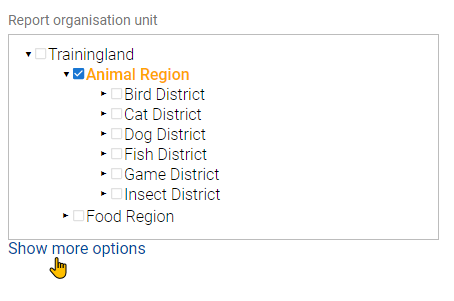 Report organisation unit
Trainingland
Animal Region
Bird District
Cat District
Dog District
Fish District
Game District
Insect District
Food Region
Show more options